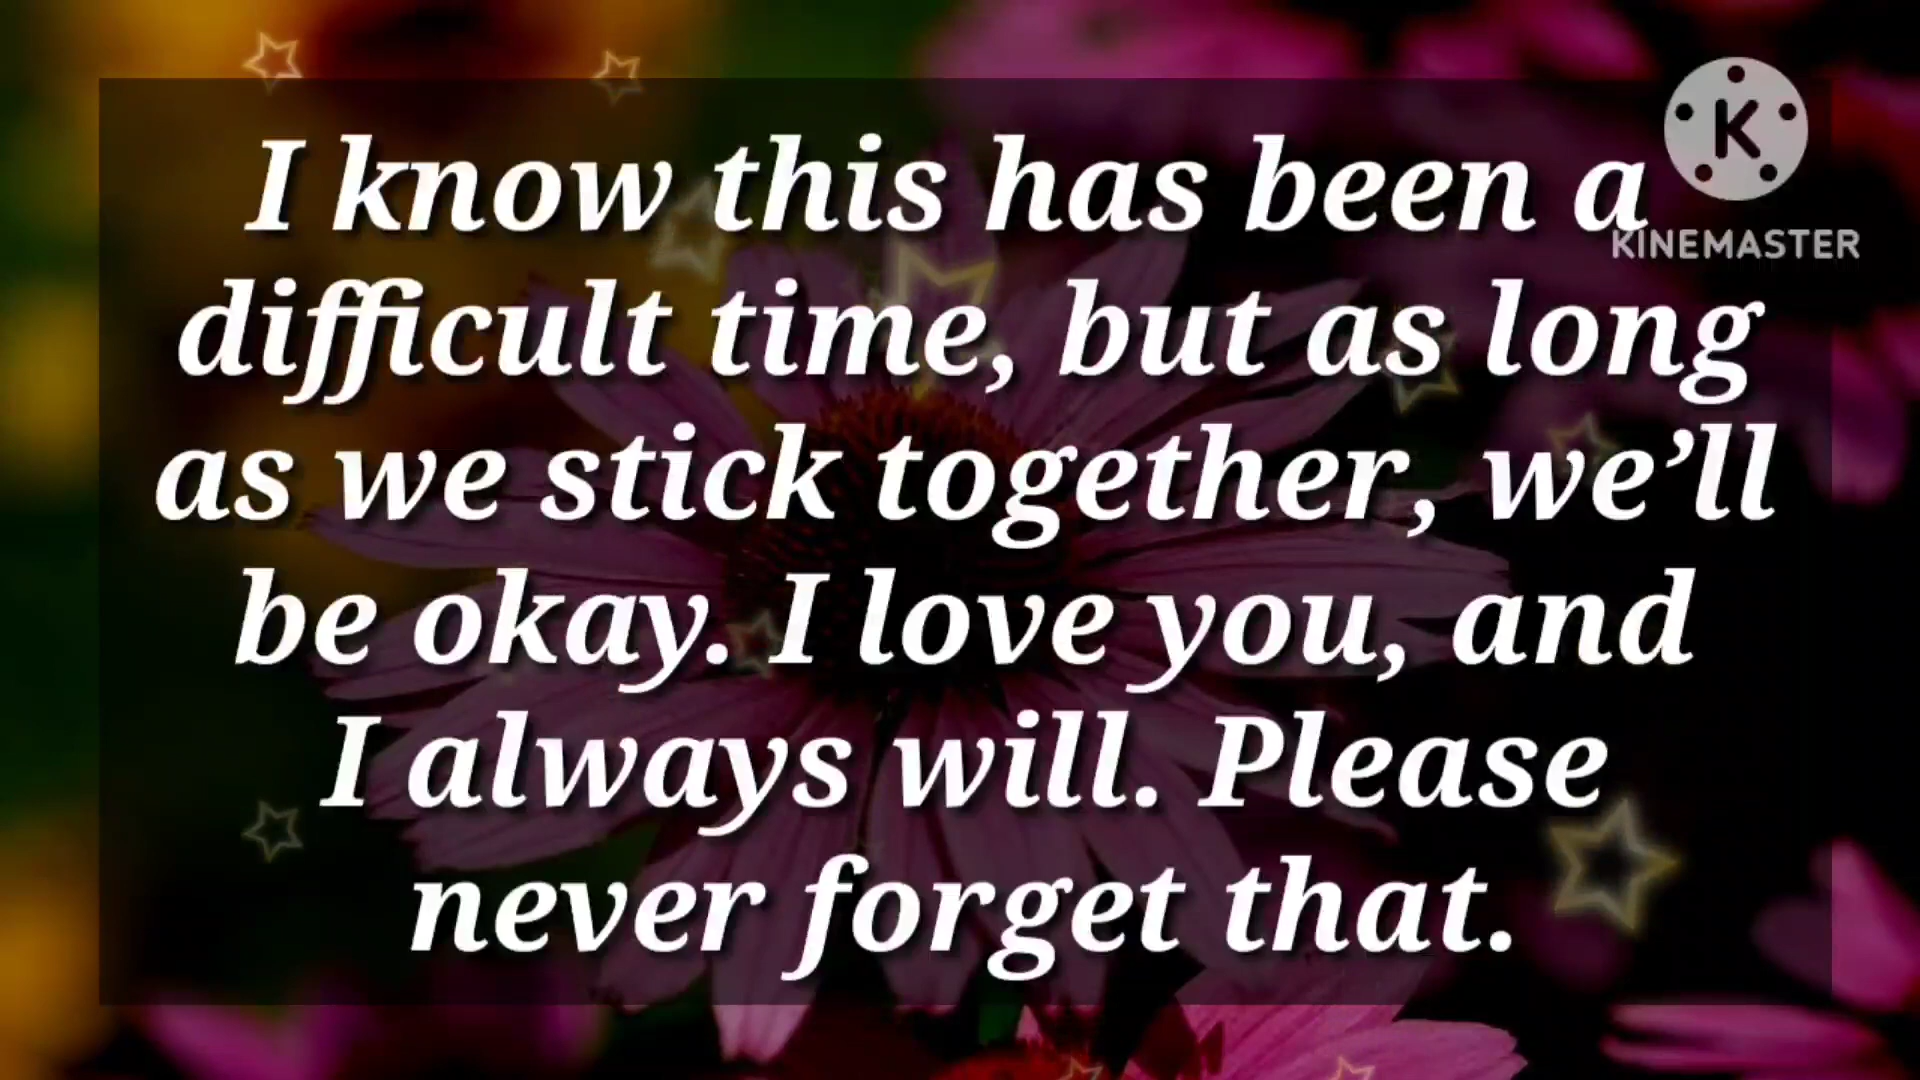 I know this has been a
difficult time, but as long
as we stick together, we’ll
be okay. I love you, and
I always will. Please
never forget that.
K
KINEMASTER